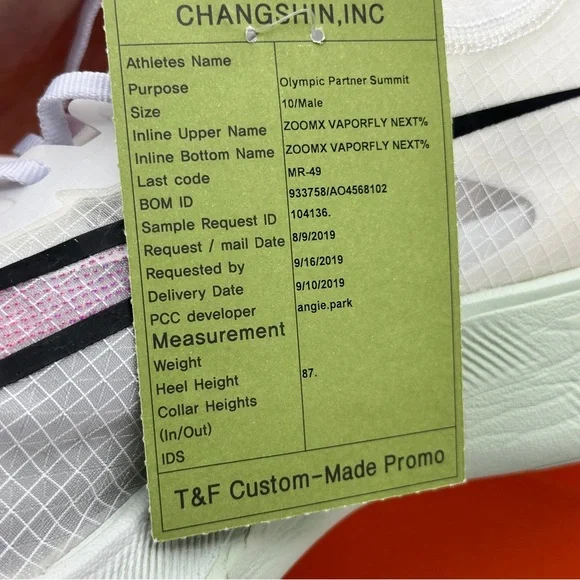 CHANGSHIN,INC
Athletes Name
Purpose Olympic Partner Summit
Size 10/Male
Inline Upper Name ZOOMX VAPORFLY NEXT%
Inline Bottom Name ZOOMX VAPORFLY NEXT%
Last code MR-49
BOM ID 933758/AO4568102
Sample Request ID 104136.
Request / mail Date 8/9/2019
Requested by 9/16/2019
Delivery Date 9/10/2019
PCC developer angie.park
Measurement
Weight
Heel Height 87.
Collar Heights
(In/Out)
IDS
T&F Custom-Made Promo